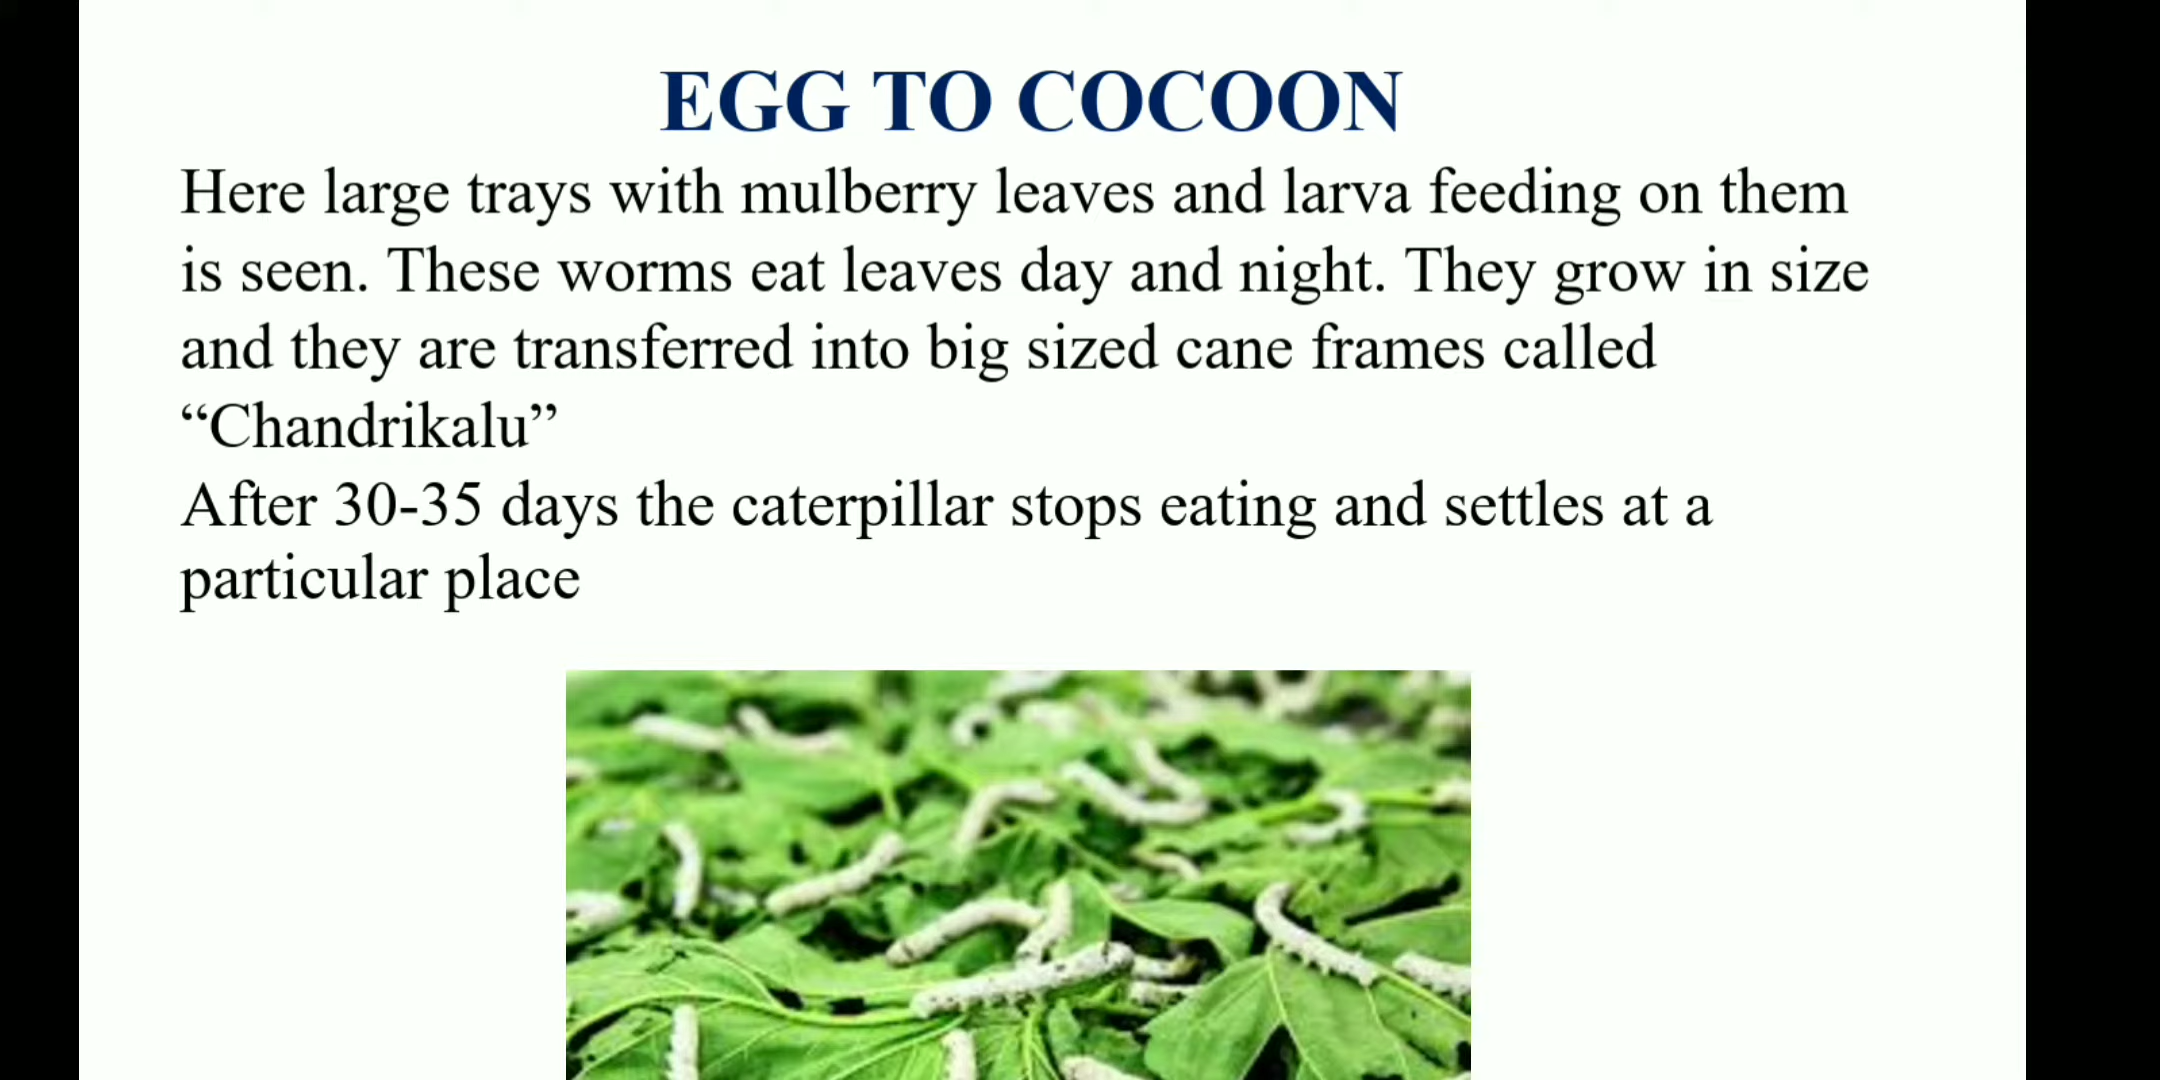 EGG TO COCOON
Here large trays with mulberry leaves and larva feeding on them
is seen. These worms eat leaves day and night. They grow in size
and they are transferred into big sized cane frames called
“Chandrikalu”
After 30-35 days the caterpillar stops eating and settles at a
particular place